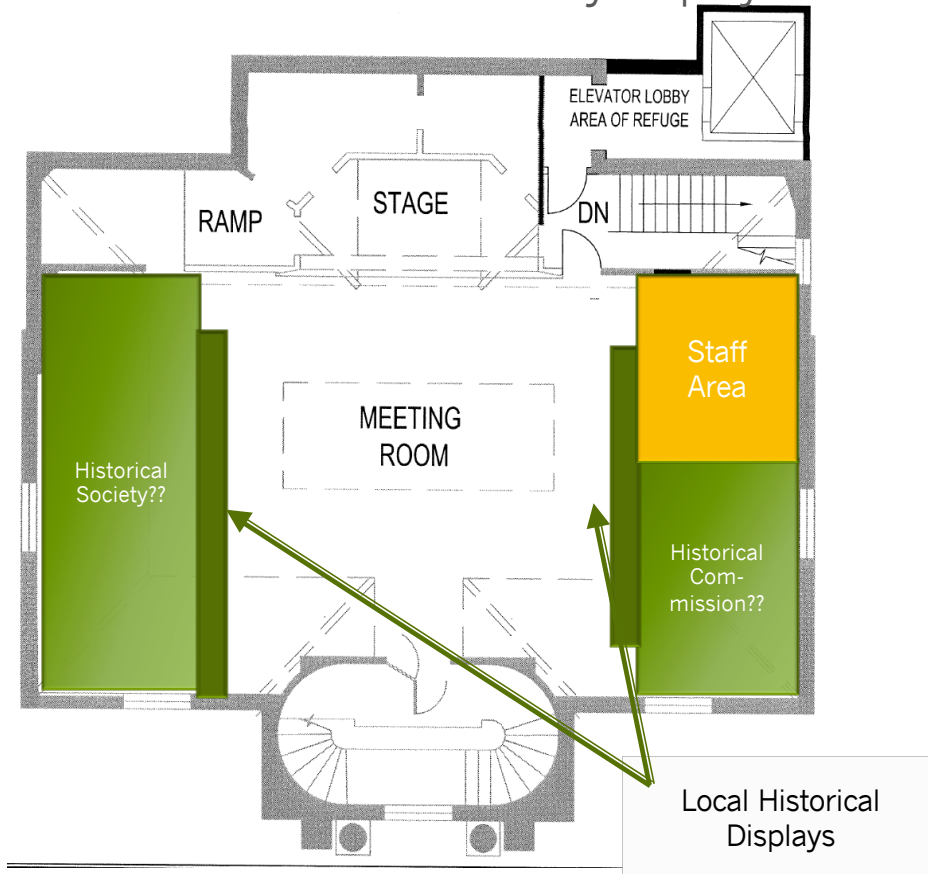 ELEVATOR LOBBY
AREA OF REFUGE
STAGE
RAMP
DN
Staff
Area
MEETING
ROOM
Historical
Society??
Historical
Com-
mission??
Local Historical
Displays